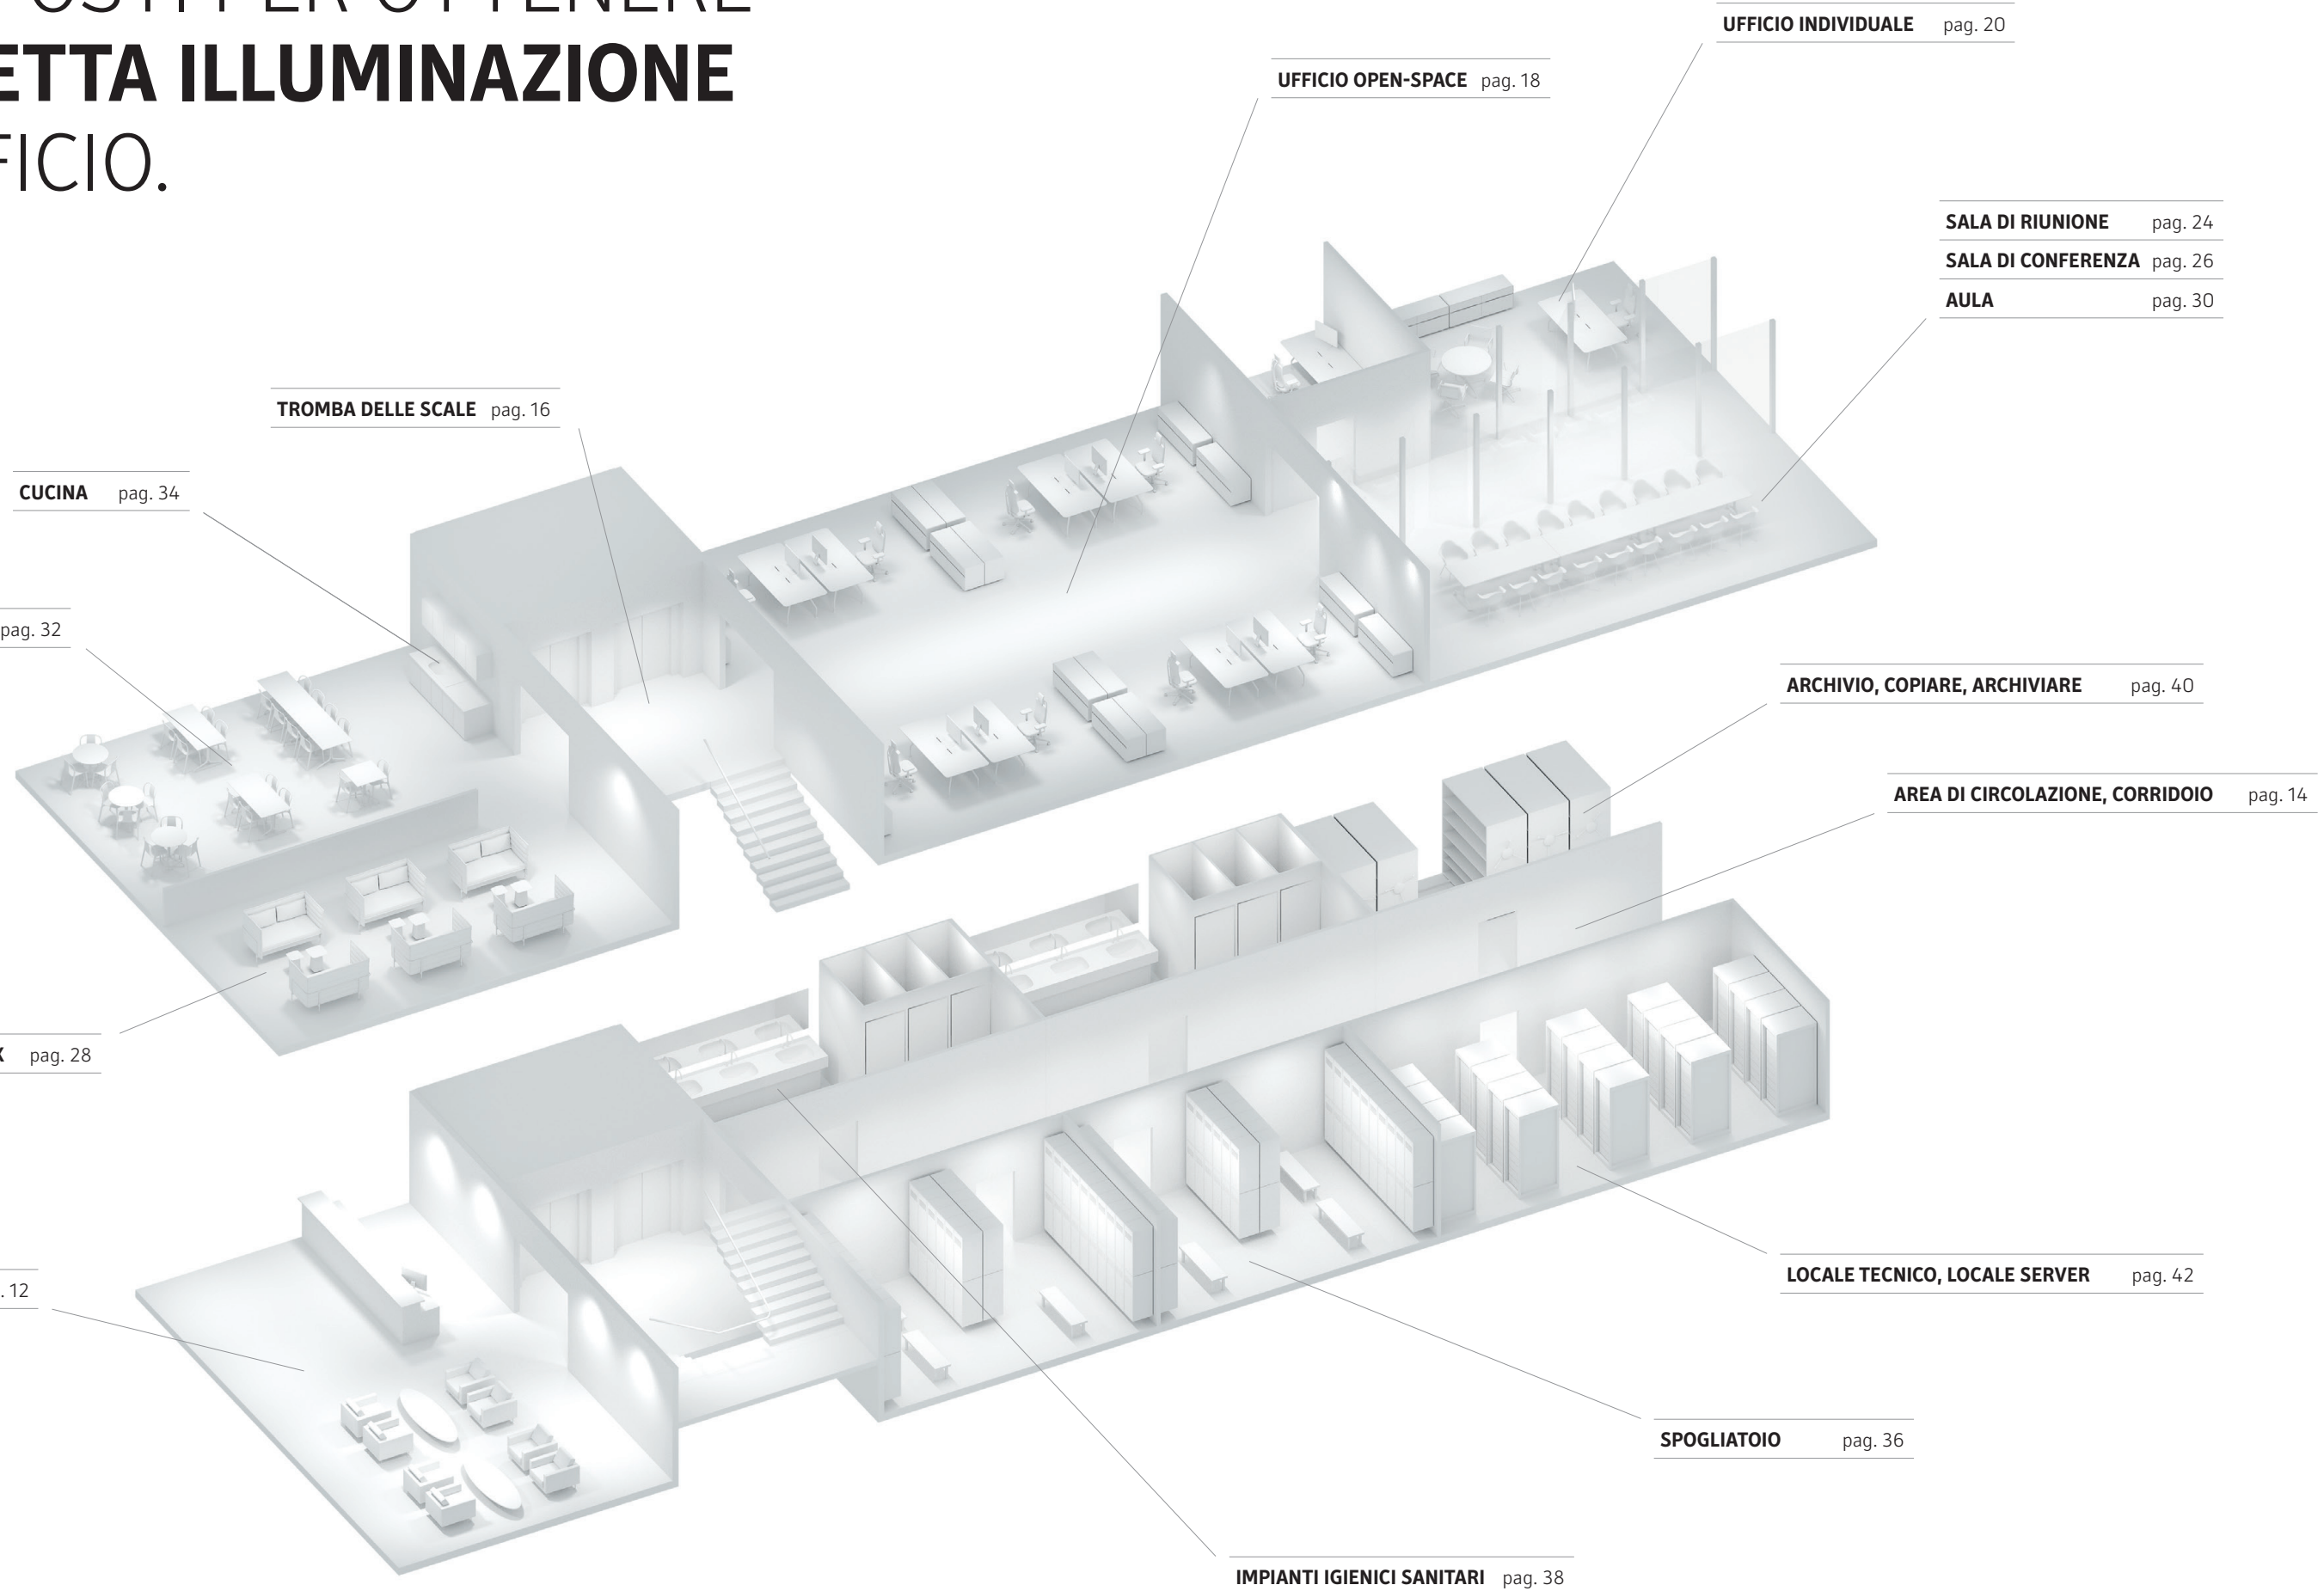 PER OTTENERE
ETTA ILLUMINAZIONE
FICIO.
UFFICIO INDIVIDUALE pag. 20
UFFICIO OPEN-SPACE pag. 18
SALA DI RIUNIONE pag. 24
SALA DI CONFERENZA pag. 26
AULA pag. 30
TROMBA DELLE SCALE pag. 16
CUCINA pag. 34
pag. 32
ARCHIVIO, COPIARE, ARCHIVIARE pag. 40
AREA DI CIRCOLAZIONE, CORRIDOIO pag. 14
pag. 28
. 12
LOCALE TECNICO, LOCALE SERVER pag. 42
SPOGLIATOIO pag. 36
IMPIANTI IGIENICI SANITARI pag. 38